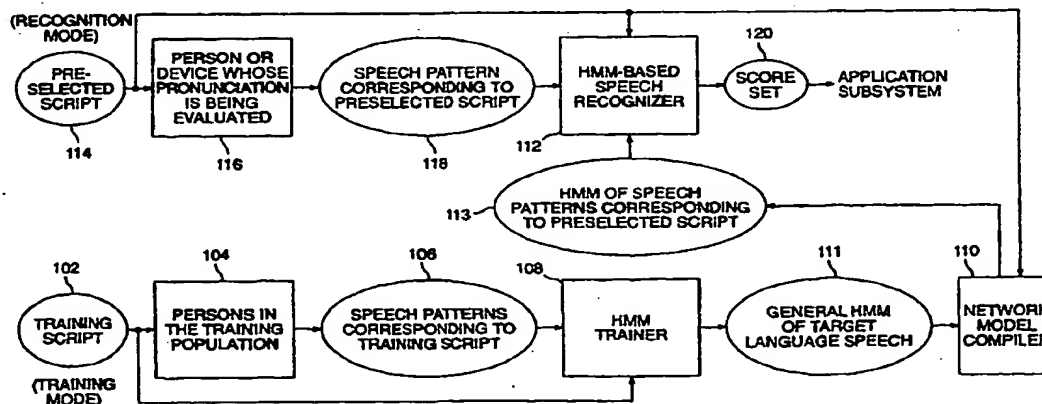 (RECOGNITION
MODE)
PRE-
SELECTED
SCRIPT
114
PERSON OR
DEVICE WHOSE
PRONUNCIATION
IS BEING
EVALUATED
116
SPEECH PATTERN
CORRESPONDING TO
PRESELECTED SCRIPT
118
HMM-BASED
SPEECH
RECOGNIZER
112
120
SCORE
SET
APPLICATION
SUBSYSTEM
113
HMM OF SPEECH
PATTERNS CORRESPONDING
TO PRESELECTED SCRIPT
102
TRAINING
SCRIPT
(TRAINING
MODE)
104
PERSONS IN
THE TRAINING
POPULATION
106
SPEECH PATTERNS
CORRESPONDING TO
TRAINING SCRIPT
108
HMM
TRAINER
111
GENERAL HMM
OF TARGET
LANGUAGE SPEECH
110
NETWORK
MODEL
COMPILER